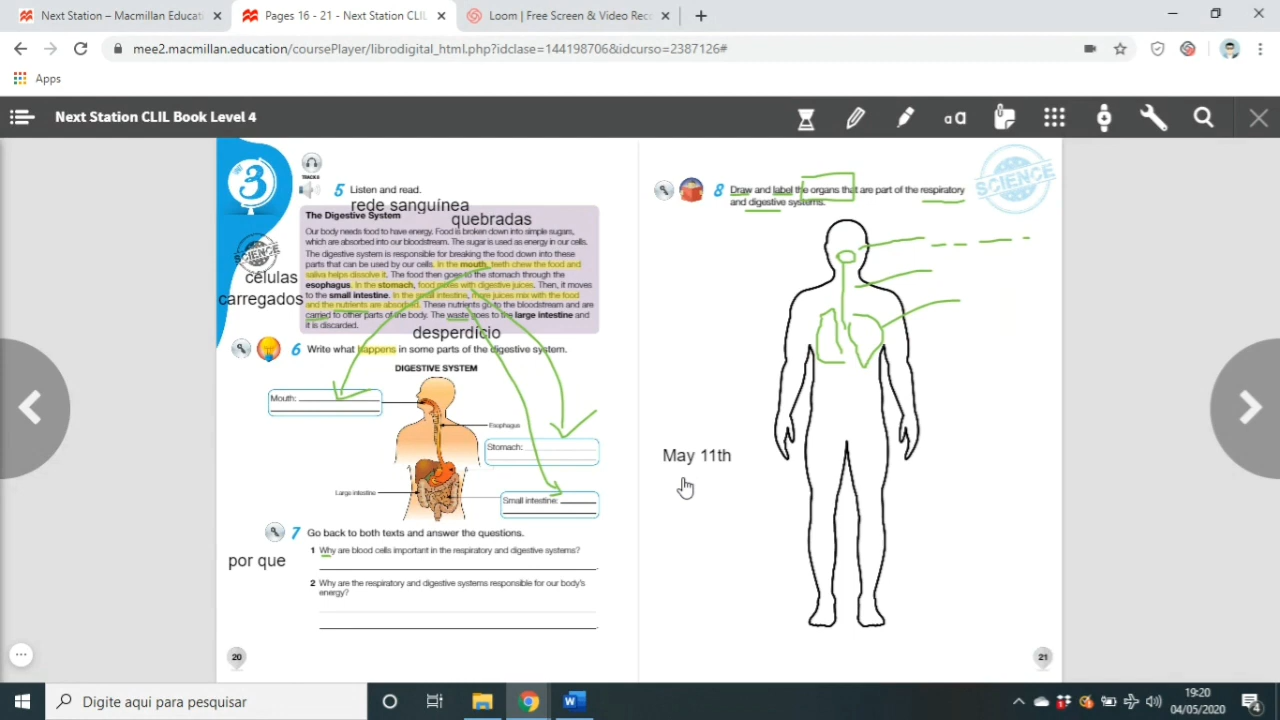 Next Station – Macmillan Educat
Pages 16 - 21 - Next Station CLIL
Loom | Free Screen & Video Reco
mee2.macmillan.education/coursePlayer/librodigital_html.php?idclase=144198706&idcurso=2387126#
Apps
Next Station CLIL Book Level 4
aa
3
TRACK 5
5 Listen and read.
rede sanguínea
The Digestive System
quebradas
Our body needs food to have energy. Food is broken down into simple sugars,
which are absorbed into our bloodstream. The sugar is used as energy in our cells.
The digestive system is responsible for breaking the food down into these
parts that can be used by our cells. In the mouth, teeth chew the food and
saliva helps dissolve it. The food then goes to the stomach through the
esophagus. In the stomach, food mixes with digestive juices. Then, it moves
to the small intestine. In the small intestine, more juices mix with the food
and the nutrients are absorbed. These nutrients go to the bloodstream and are
carried to other parts of the body. The waste goes to the large intestine and
it is discarded.
SCIENCE
células
carregados
desperdício
6 Write what happens in some parts of the digestive system.
DIGESTIVE SYSTEM
Mouth:
Esophagus
Stomach:
Large intestine
Small intestine:
7 Go back to both texts and answer the questions.
1 Why are blood cells important in the respiratory and digestive systems?
por que
2 Why are the respiratory and digestive systems responsible for our body's
energy?
20
8 Draw and label the organs that are part of the respiratory
and digestive systems.
SCIENCE
May 11th
21
Digite aqui para pesquisar
19:20
04/05/2020
4